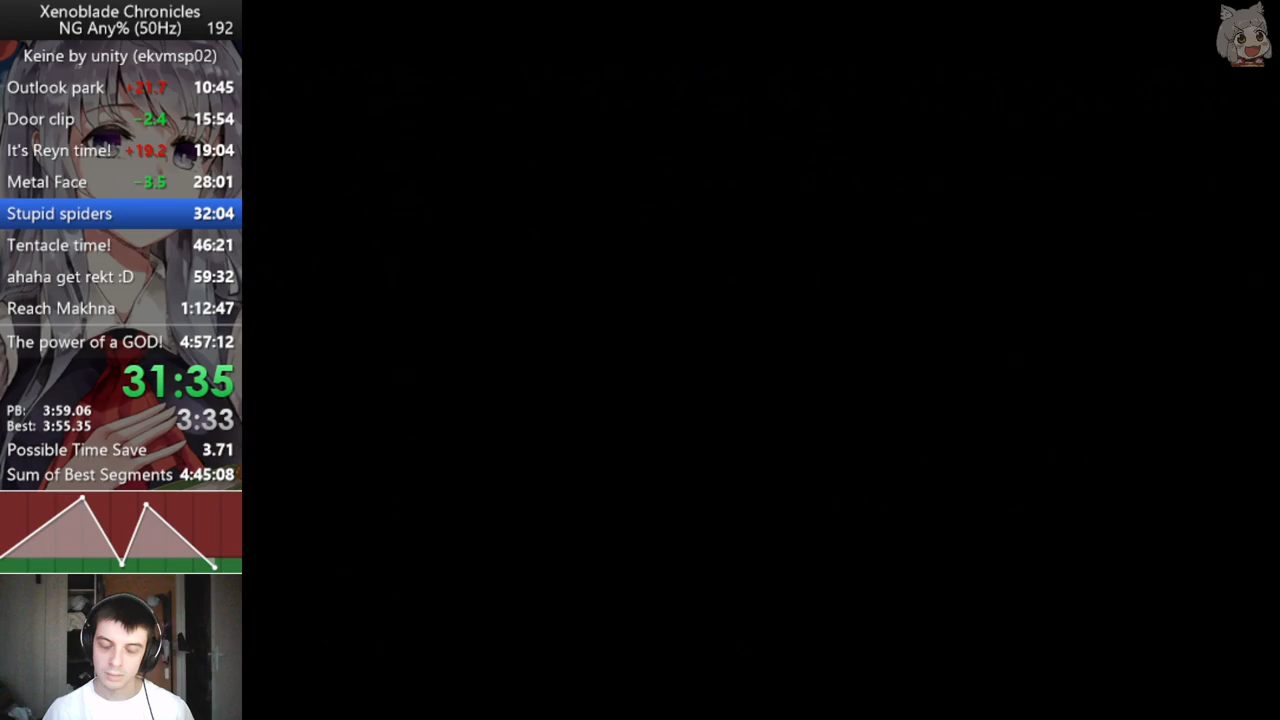 Xenoblade Chronicles
NG Any% (50Hz) 192
Keine by unity (ekvmsp02)
Outlook park +21.7 10:45
Door clip -2.4 15:54
It's Reyn time! +19.2 19:04
Metal Face -3.5 28:01
Stupid spiders 32:04
Tentacle time! 46:21
ahaha get rekt :D 59:32
Reach Makhna 1:12:47
The power of a GOD! 4:57:12
31:35
PB: 3:59.06
Best: 3:55.35
3:33
Possible Time Save 3.71
Sum of Best Segments 4:45:08